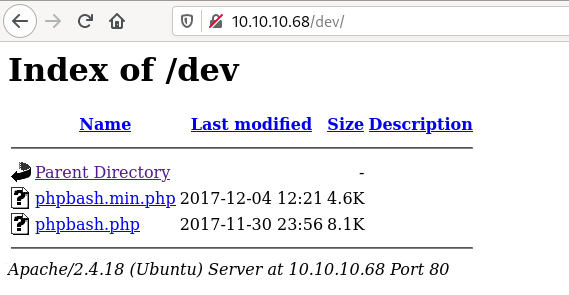 10.10.10.68/dev/
Index of /dev
Name Last modified Size Description
Parent Directory -
phpbash.min.php 2017-12-04 12:21 4.6K
phpbash.php 2017-11-30 23:56 8.1K
Apache/2.4.18 (Ubuntu) Server at 10.10.10.68 Port 80